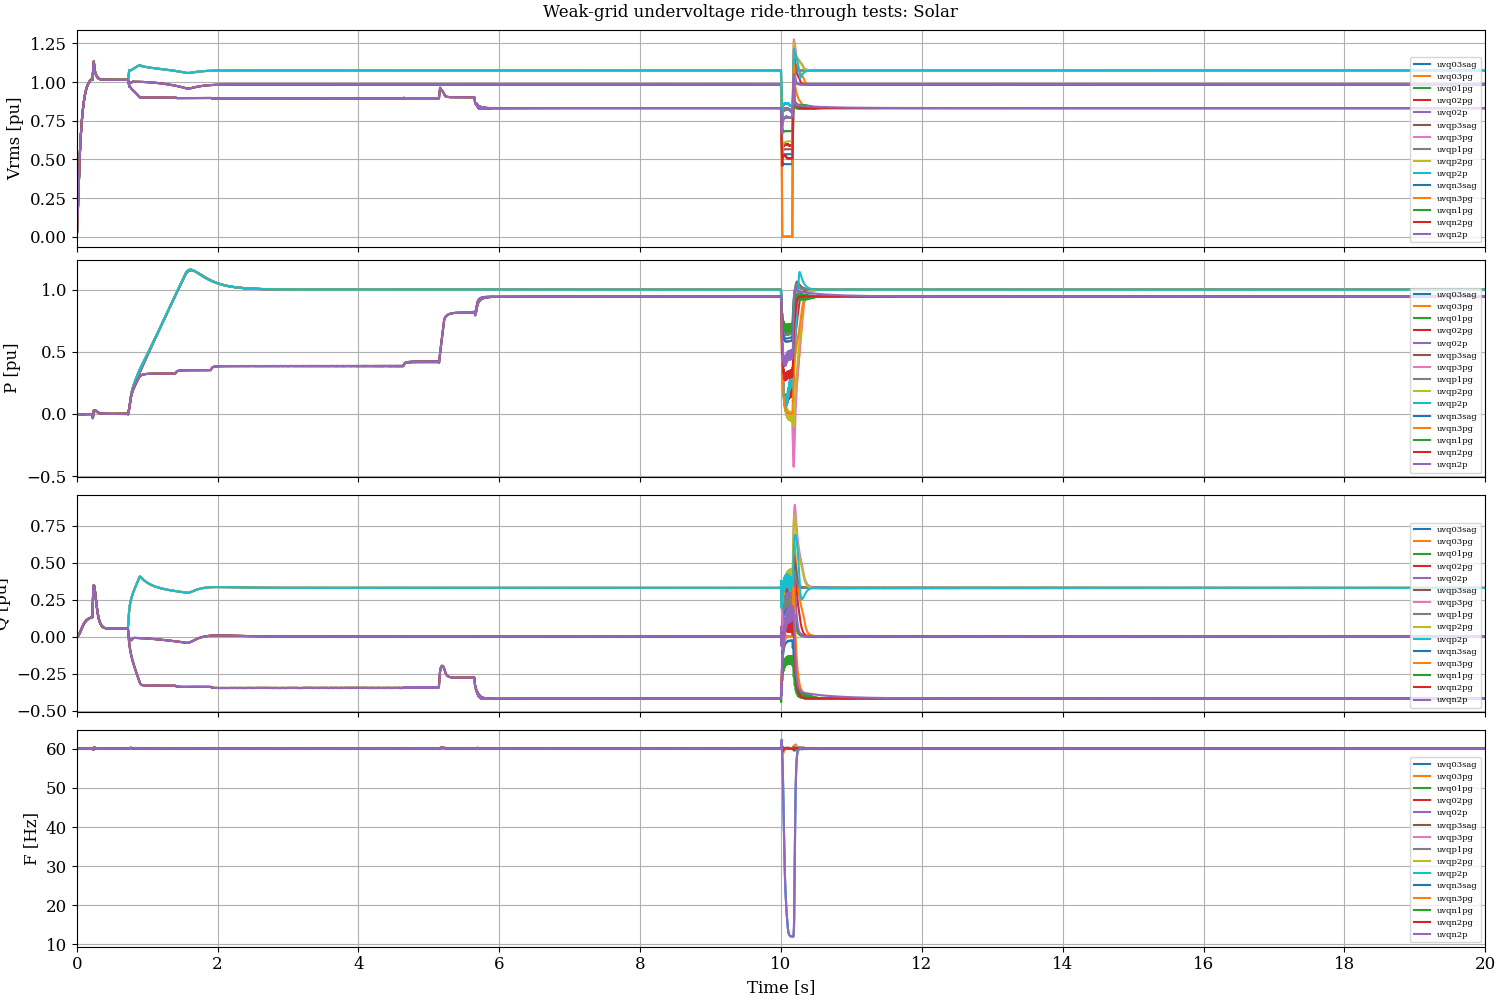 Weak-grid undervoltage ride-through tests: Solar
Vrms [pu]
1.25
1.00
0.75
0.50
0.25
0.00
uvq03sag
uvq03pg
uvq01pg
uvq02pg
uvq02p
uvqp3sag
uvqp3pg
uvqp1pg
uvqp2pg
uvqp2p
uvqn3sag
uvqn3pg
uvqn1pg
uvqn2pg
uvqn2p
P [pu]
1.0
0.5
0.0
−0.5
uvq03sag
uvq03pg
uvq01pg
uvq02pg
uvq02p
uvqp3sag
uvqp3pg
uvqp1pg
uvqp2pg
uvqp2p
uvqn3sag
uvqn3pg
uvqn1pg
uvqn2pg
uvqn2p
Q [pu]
0.75
0.50
0.25
0.00
−0.25
−0.50
uvq03sag
uvq03pg
uvq01pg
uvq02pg
uvq02p
uvqp3sag
uvqp3pg
uvqp1pg
uvqp2pg
uvqp2p
uvqn3sag
uvqn3pg
uvqn1pg
uvqn2pg
uvqn2p
F [Hz]
60
50
40
30
20
10
uvq03sag
uvq03pg
uvq01pg
uvq02pg
uvq02p
uvqp3sag
uvqp3pg
uvqp1pg
uvqp2pg
uvqp2p
uvqn3sag
uvqn3pg
uvqn1pg
uvqn2pg
uvqn2p
0 2 4 6 8 10 12 14 16 18 20
Time [s]